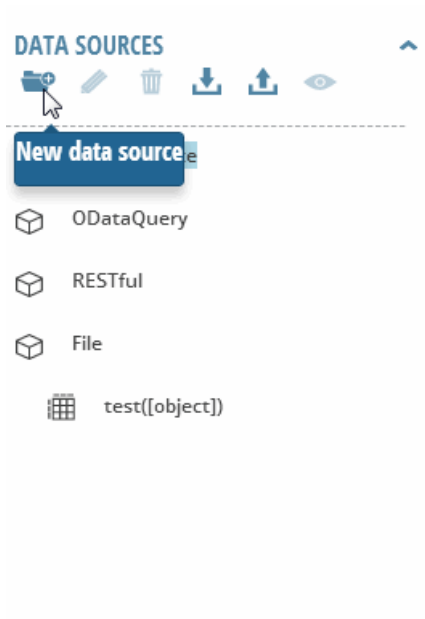 DATA SOURCES
New data source
ODataQuery
RESTful
File
test([object])